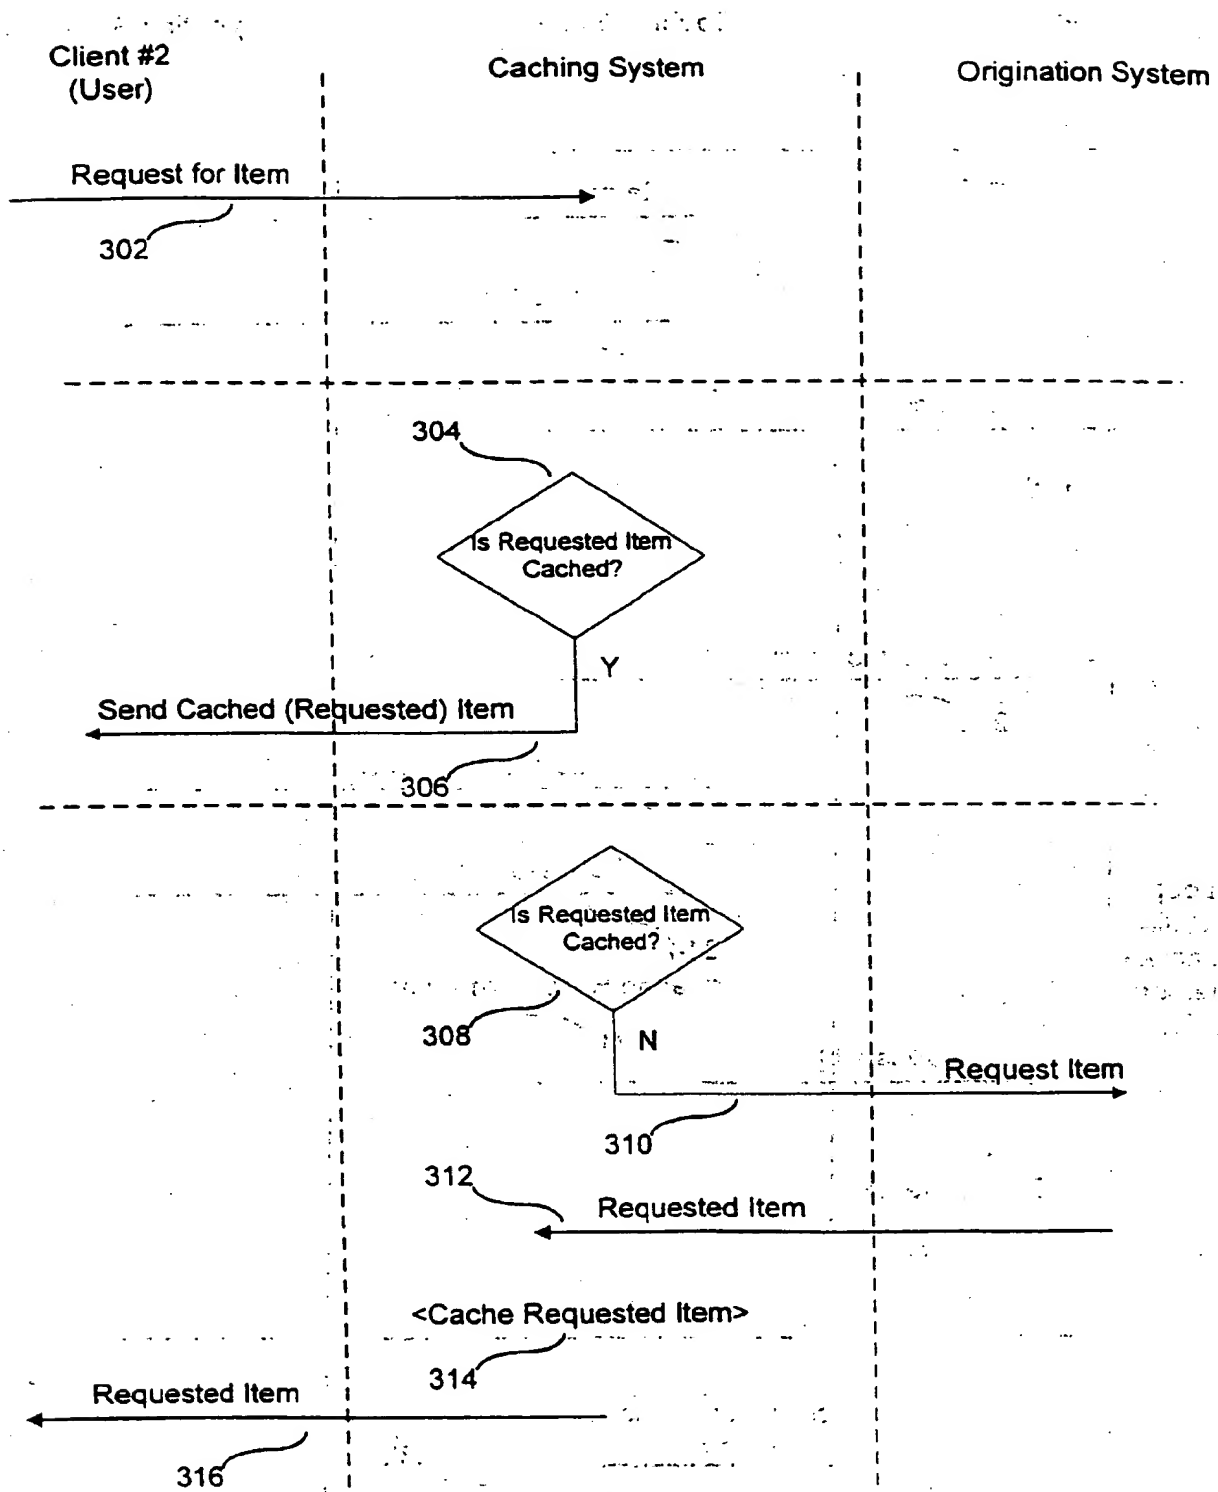 Client #2
(User)
Caching System
Origination System
Request for Item
302
304
Is Requested Item
Cached?
Y
Send Cached (Requested) Item
306
Is Requested Item
Cached?
308
N
Request Item
310
312
Requested Item
<Cache Requested Item>
314
Requested Item
316